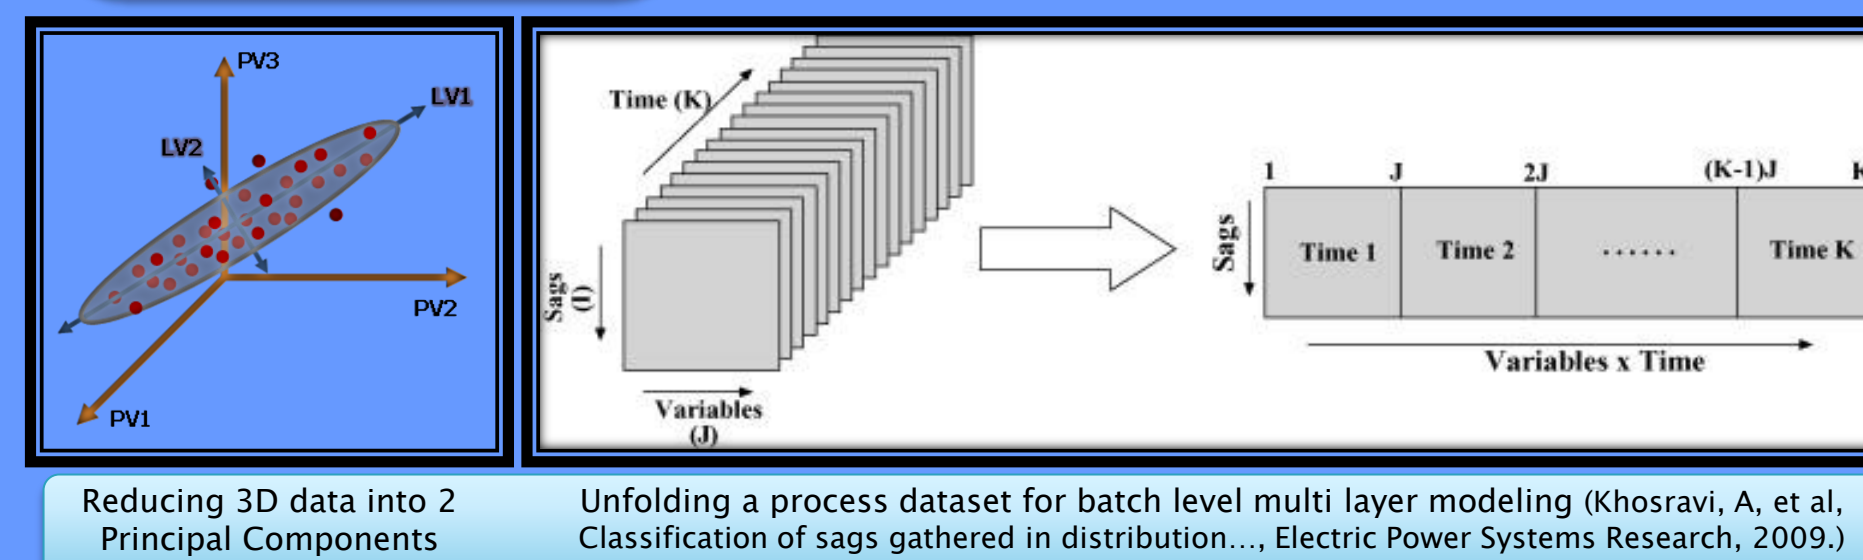 PV3
LV1
LV2
PV2
PV1
Time (K)
Sags
(I)
Variables
(J)
1 J 2J (K-1)J
Sags
Time 1 Time 2 ...... Time K
Variables x Time
Reducing 3D data into 2
Principal Components
Unfolding a process dataset for batch level multi layer modeling (Khosravi, A, et al,
Classification of sags gathered in distribution…, Electric Power Systems Research, 2009.)